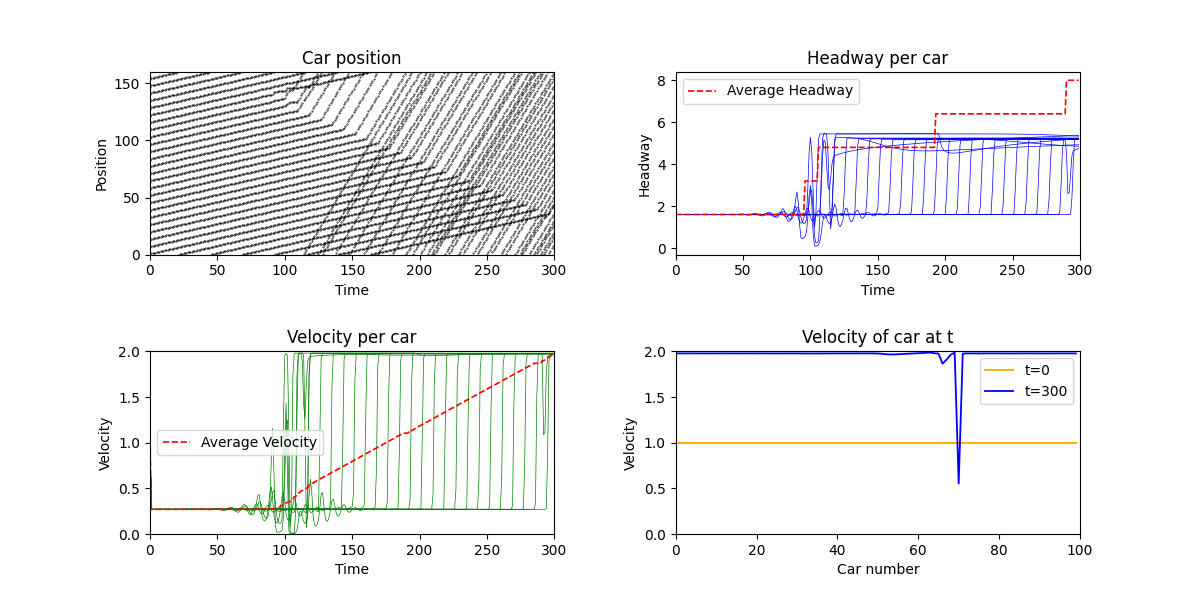 Car position
Position
150
100
50
0
0 50 100 150 200 250 300
Time
Headway per car
Headway
8
6
4
2
0
Average Headway
0 50 100 150 200 250 300
Time
Velocity per car
Velocity
2.0
1.5
1.0
0.5
0.0
Average Velocity
0 50 100 150 200 250 300
Time
Velocity of car at t
Velocity
2.0
1.5
1.0
0.5
0.0
t=0
t=300
0 20 40 60 80 100
Car number